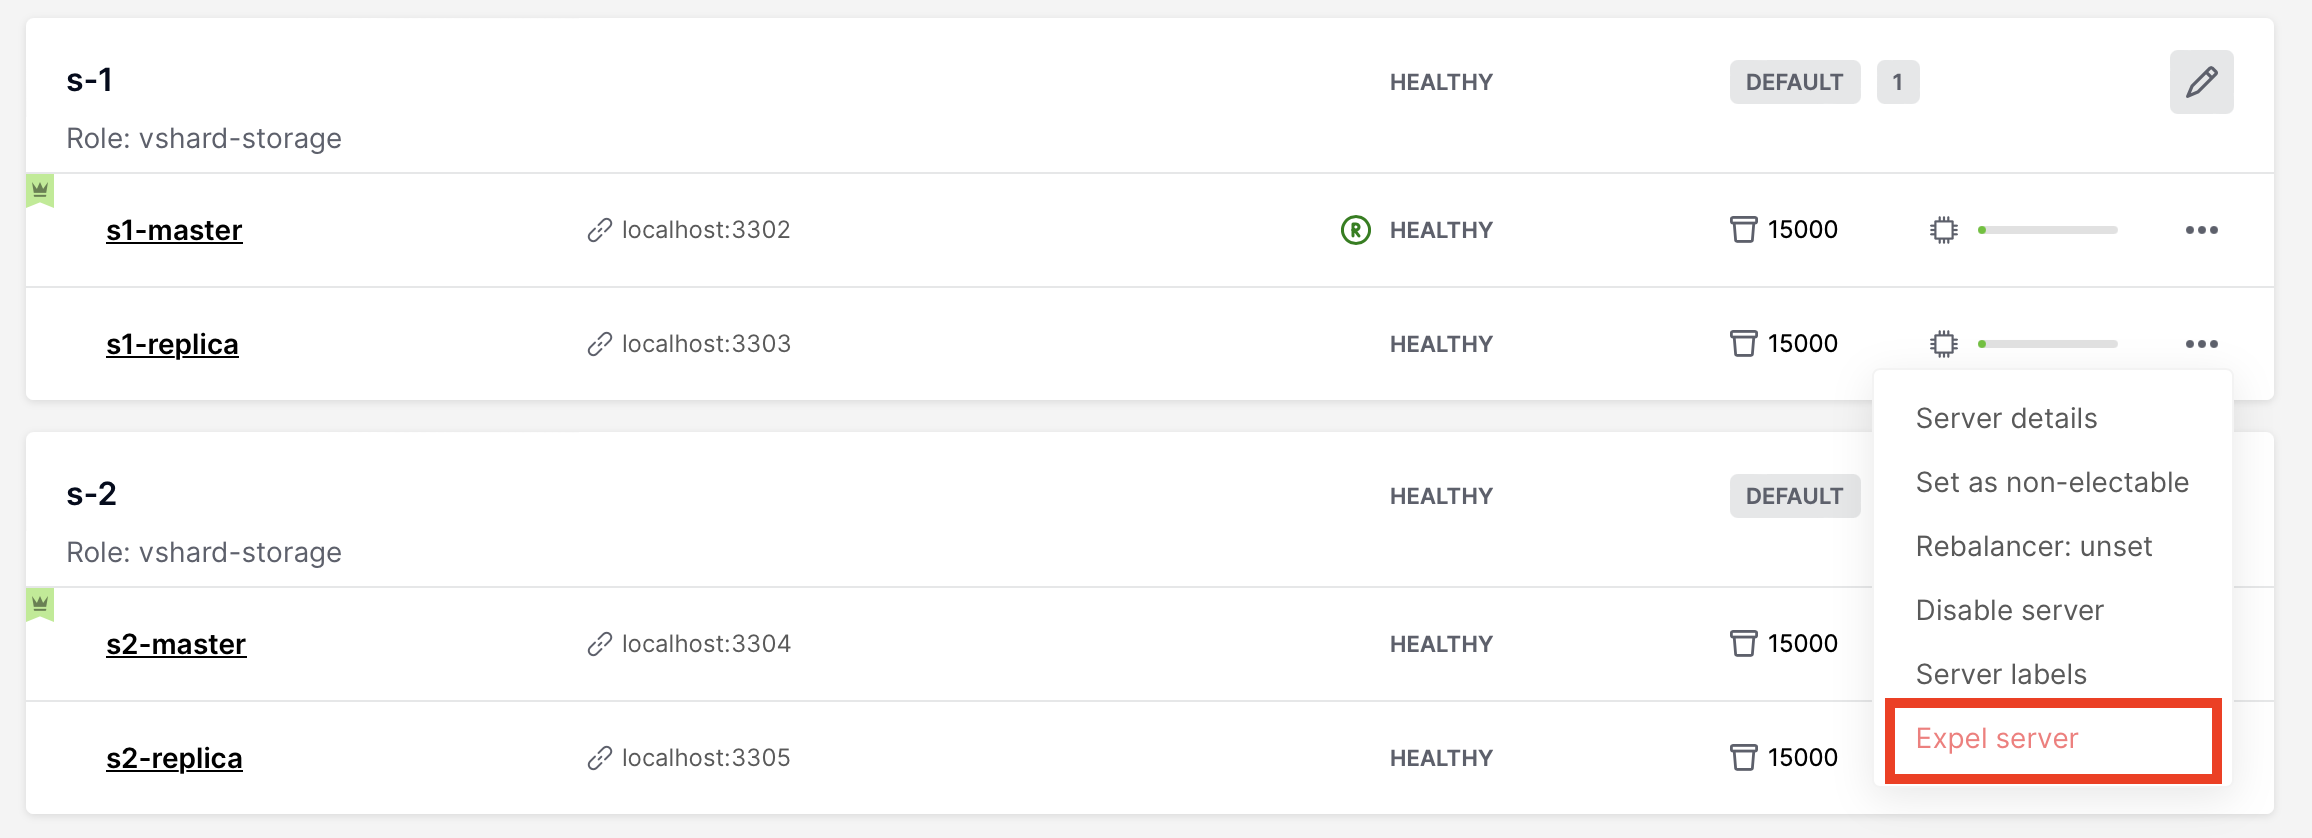 s-1 HEALTHY DEFAULT 1
Role: vshard-storage
s1-master localhost:3302 R HEALTHY 15000
s1-replica localhost:3303 HEALTHY 15000
Server details
s-2 HEALTHY DEFAULT
Set as non-electable
Role: vshard-storage
Rebalancer: unset
Disable server
s2-master localhost:3304 HEALTHY 15000
Server labels
Expel server
s2-replica localhost:3305 HEALTHY 15000